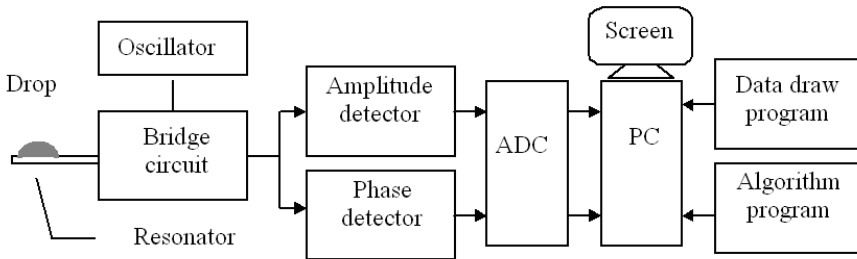 Oscillator
Drop
Bridge
circuit
Resonator
Amplitude
detector
Phase
detector
ADC
Screen
PC
Data draw
program
Algorithm
program